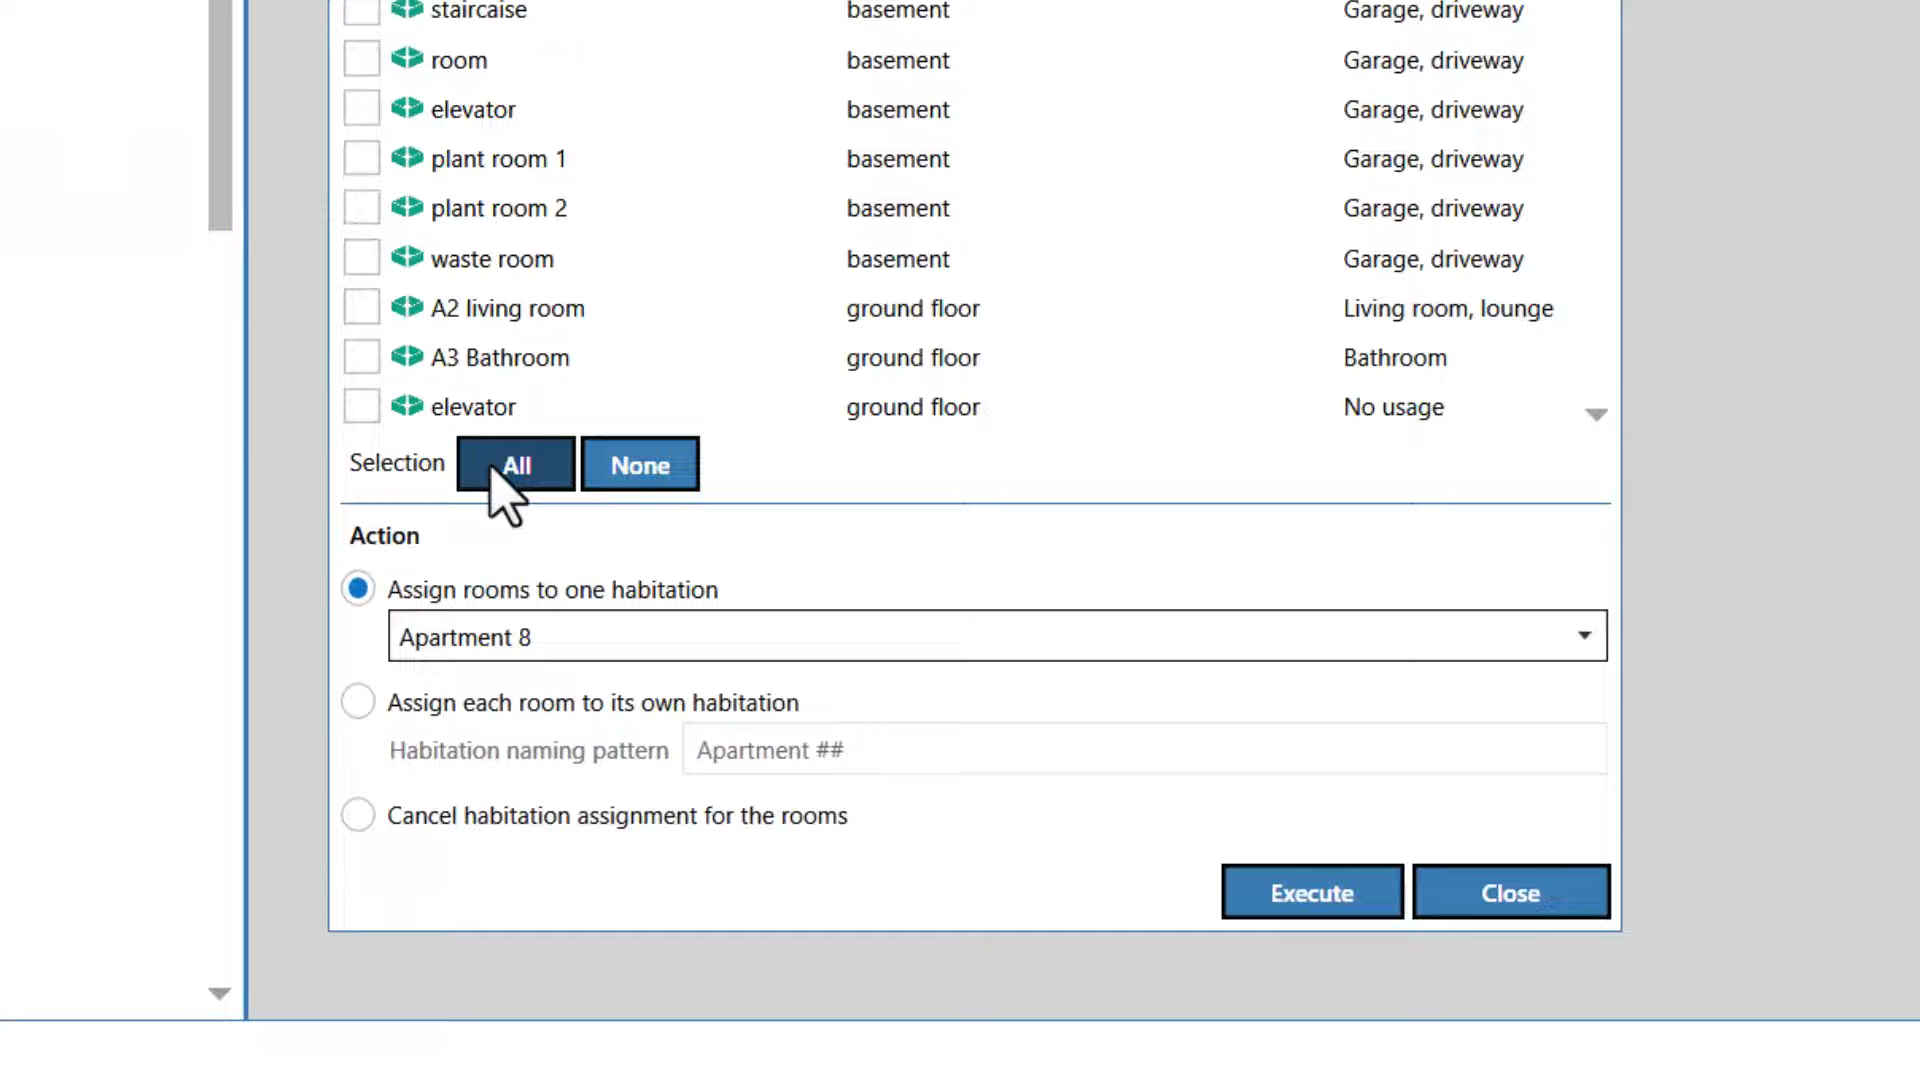 staircaise basement Garage, driveway
room basement Garage, driveway
elevator basement Garage, driveway
plant room 1 basement Garage, driveway
plant room 2 basement Garage, driveway
waste room basement Garage, driveway
A2 living room ground floor Living room, lounge
A3 Bathroom ground floor Bathroom
elevator ground floor No usage
Selection All None
Action
Assign rooms to one habitation
Apartment 8
Assign each room to its own habitation
Habitation naming pattern Apartment ##
Cancel habitation assignment for the rooms
Execute Close